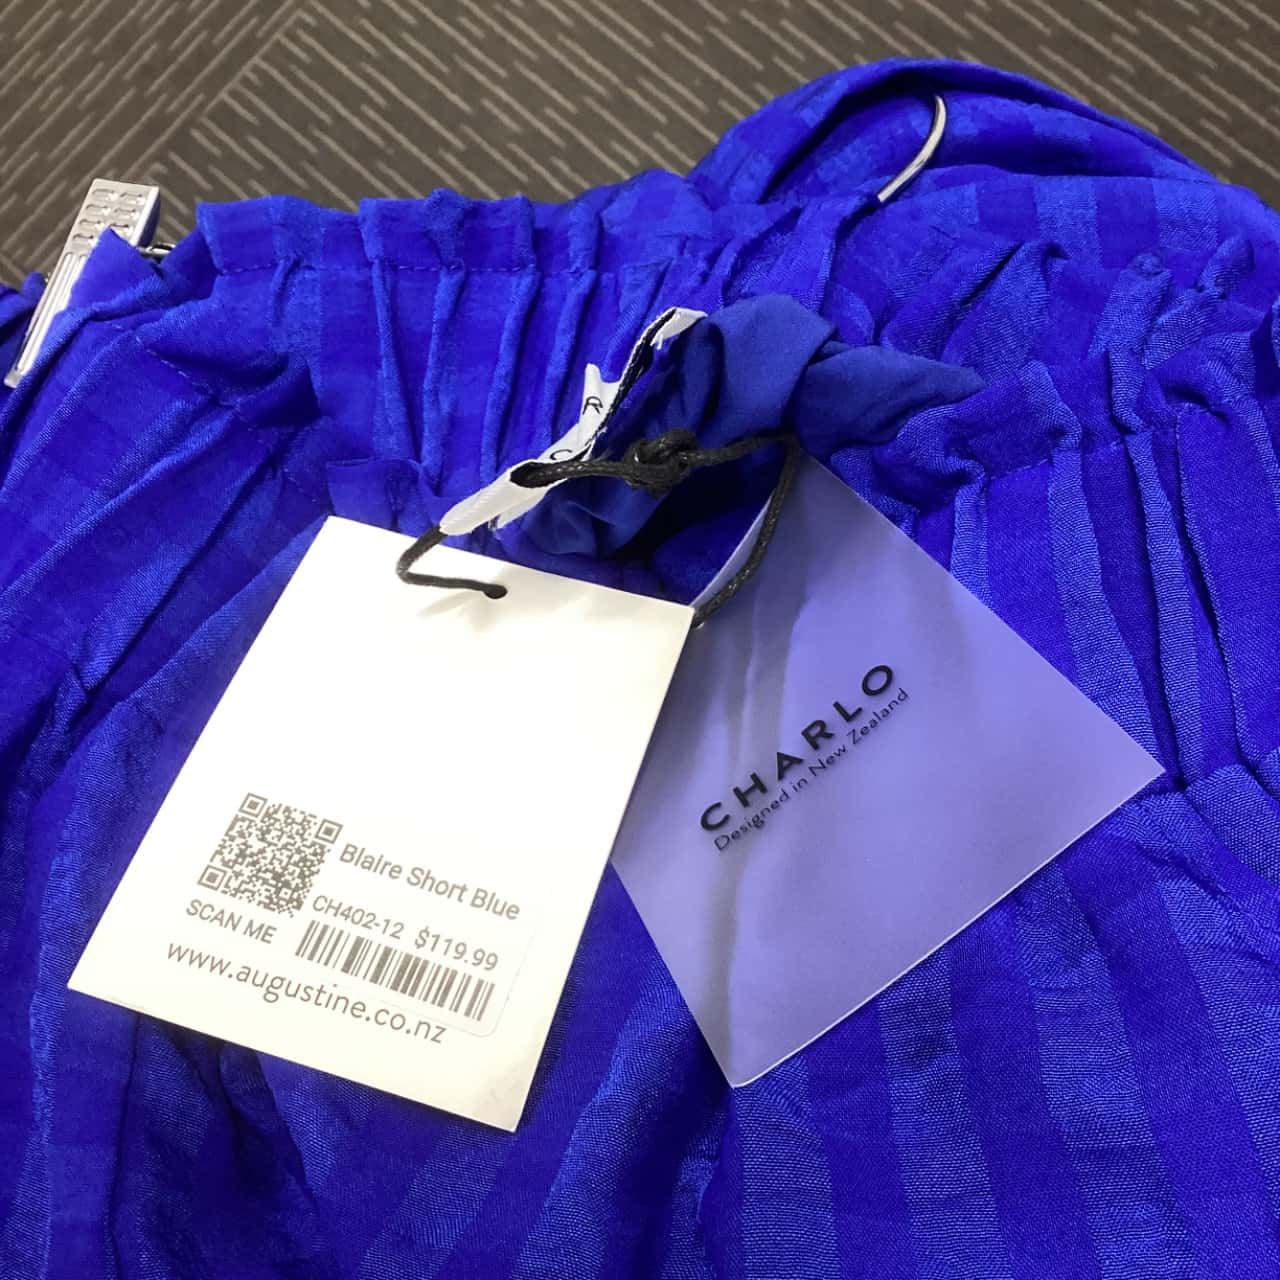 Blaire Short Blue
CH402-12 $119.99
SCAN ME
www.augustine.co.nz
CHARLO
Designed in New Zealand